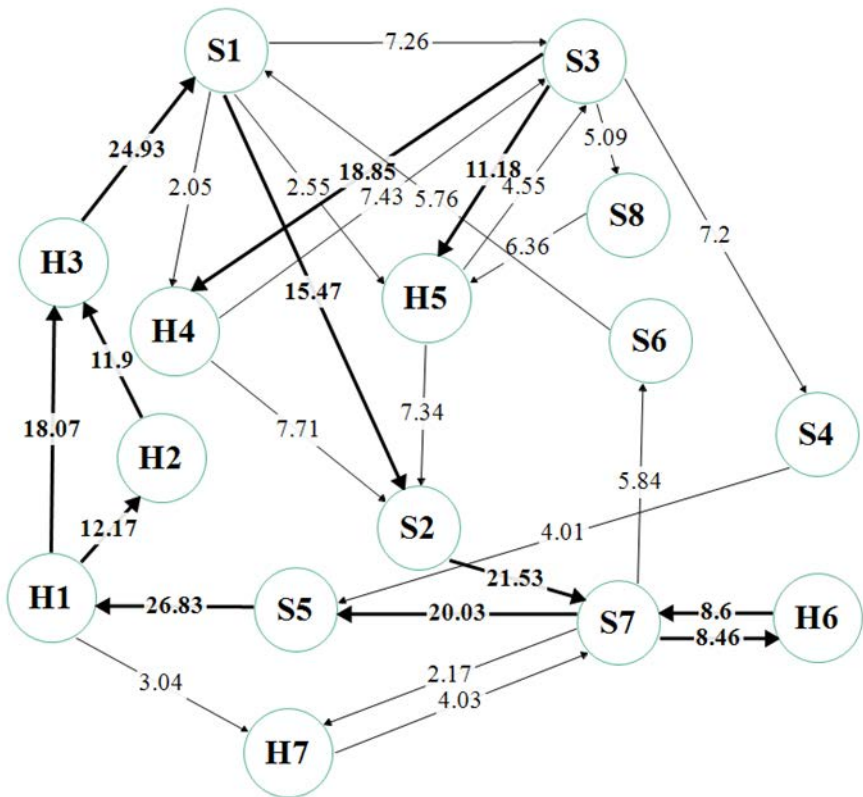 S1
7.26
S3
24.93
2.05
2.55
18.85
7.43
5.76
11.18
4.55
5.09
S8
7.2
6.36
H3
H4
15.47
H5
S6
11.9
18.07
H2
7.71
7.34
5.84
S4
12.17
S2
4.01
H1
26.83
S5
21.53
20.03
S7
8.6
8.46
H6
3.04
2.17
4.03
H7